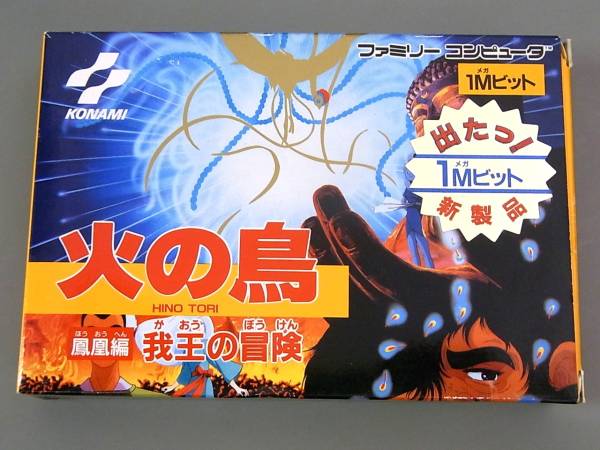 KONAMI
ファミリー コンピュータ™
メガ
1Mビット
出たっ!
メガ
1Mビット
新製品
火の鳥
HINO TORI
ほう おう へん
鳳凰編
が おう ぼう けん
我王の冒険